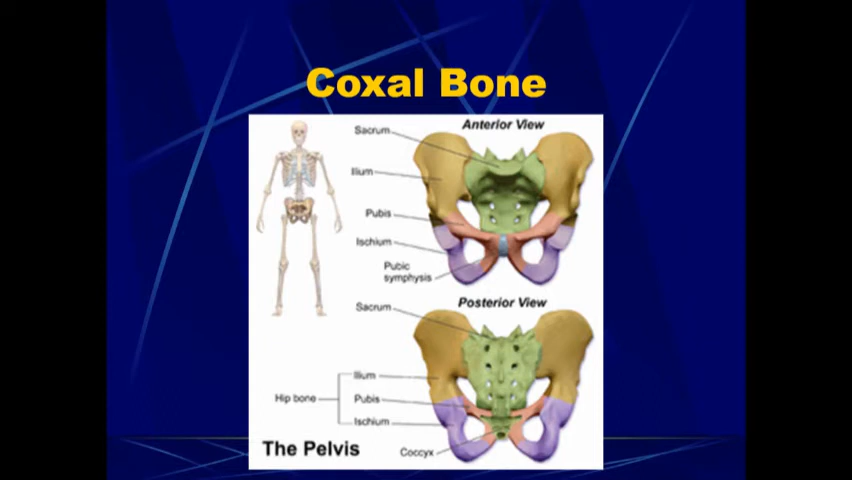 Coxal Bone
Anterior View
Sacrum
Ilium
Pubis
Ischium
Pubic
symphysis
Posterior View
Sacrum
Ilium
Hip bone
Pubis
Ischium
Coccyx
The Pelvis